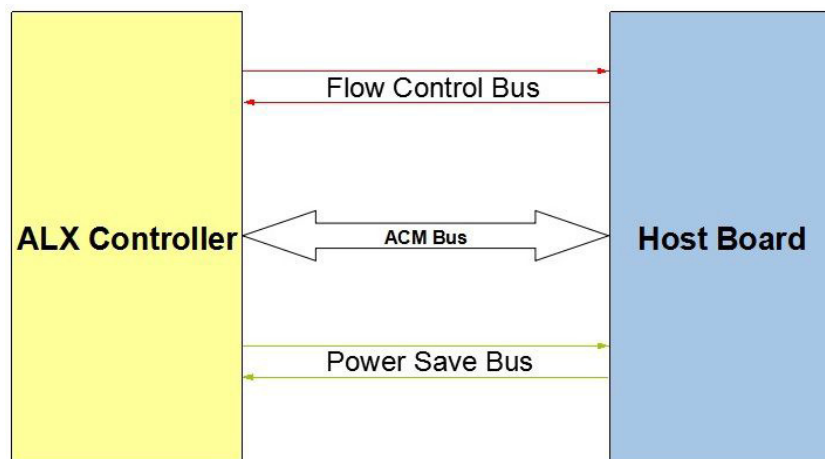 Flow Control Bus
ALX Controller
ACM Bus
Host Board
Power Save Bus